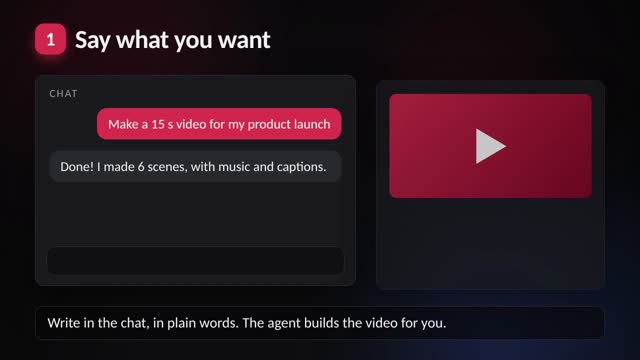 1 Say what you want
CHAT
Make a 15 s video for my product launch
Done! I made 6 scenes, with music and captions.
Write in the chat, in plain words. The agent builds the video for you.